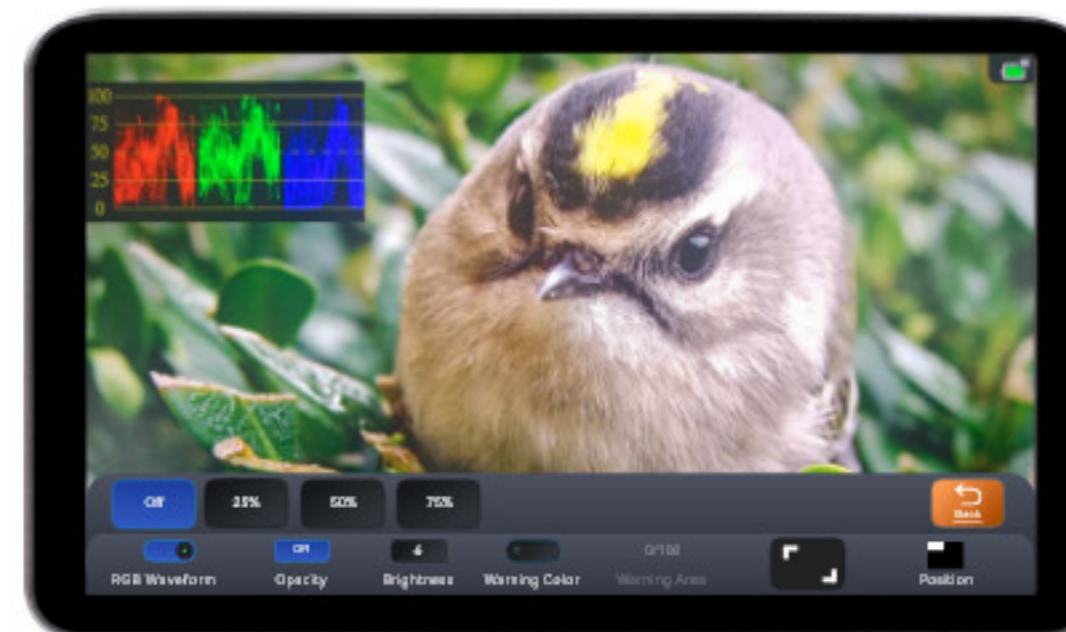 100
75
50
25
0
Off 25% 50% 75%
Back
Off 6 0/100
RGB Waveform Opacity Brightness Warning Color Warning Area Position